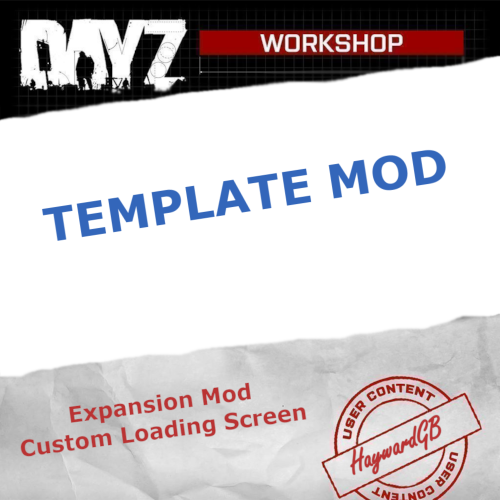 DAYZ
WORKSHOP
TEMPLATE MOD
Expansion Mod
Custom Loading Screen
USER CONTENT
HaywardGB
USER CONTENT